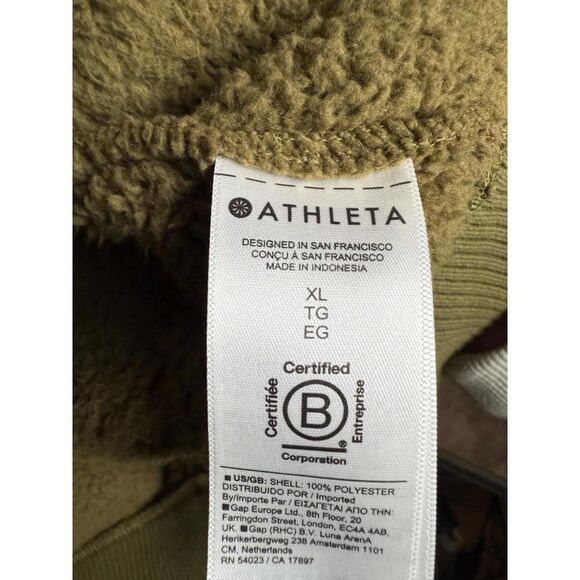 ATHLETA
DESIGNED IN SAN FRANCISCO
CONÇU À SAN FRANCISCO
MADE IN INDONESIA
XL
TG
EG
Certified
Certifiée
B
®
Entreprise
Corporation
■ US/GB: SHELL: 100% POLYESTER
DISTRIBUIDO POR / Imported
By/Importe Par / ΕΙΣΑΓΕΤΑΙ ΑΠΟ ΤΗΝ:
■ Gap Europe Ltd., 8th Floor, 20
Farringdon Street, London, EC4A 4AB,
UK. ■ Gap (RHC) B.V. Luna ArenA
Herikerbergweg 238 Amsterdam 1101
CM, Netherlands
RN 54023 / CA 17897